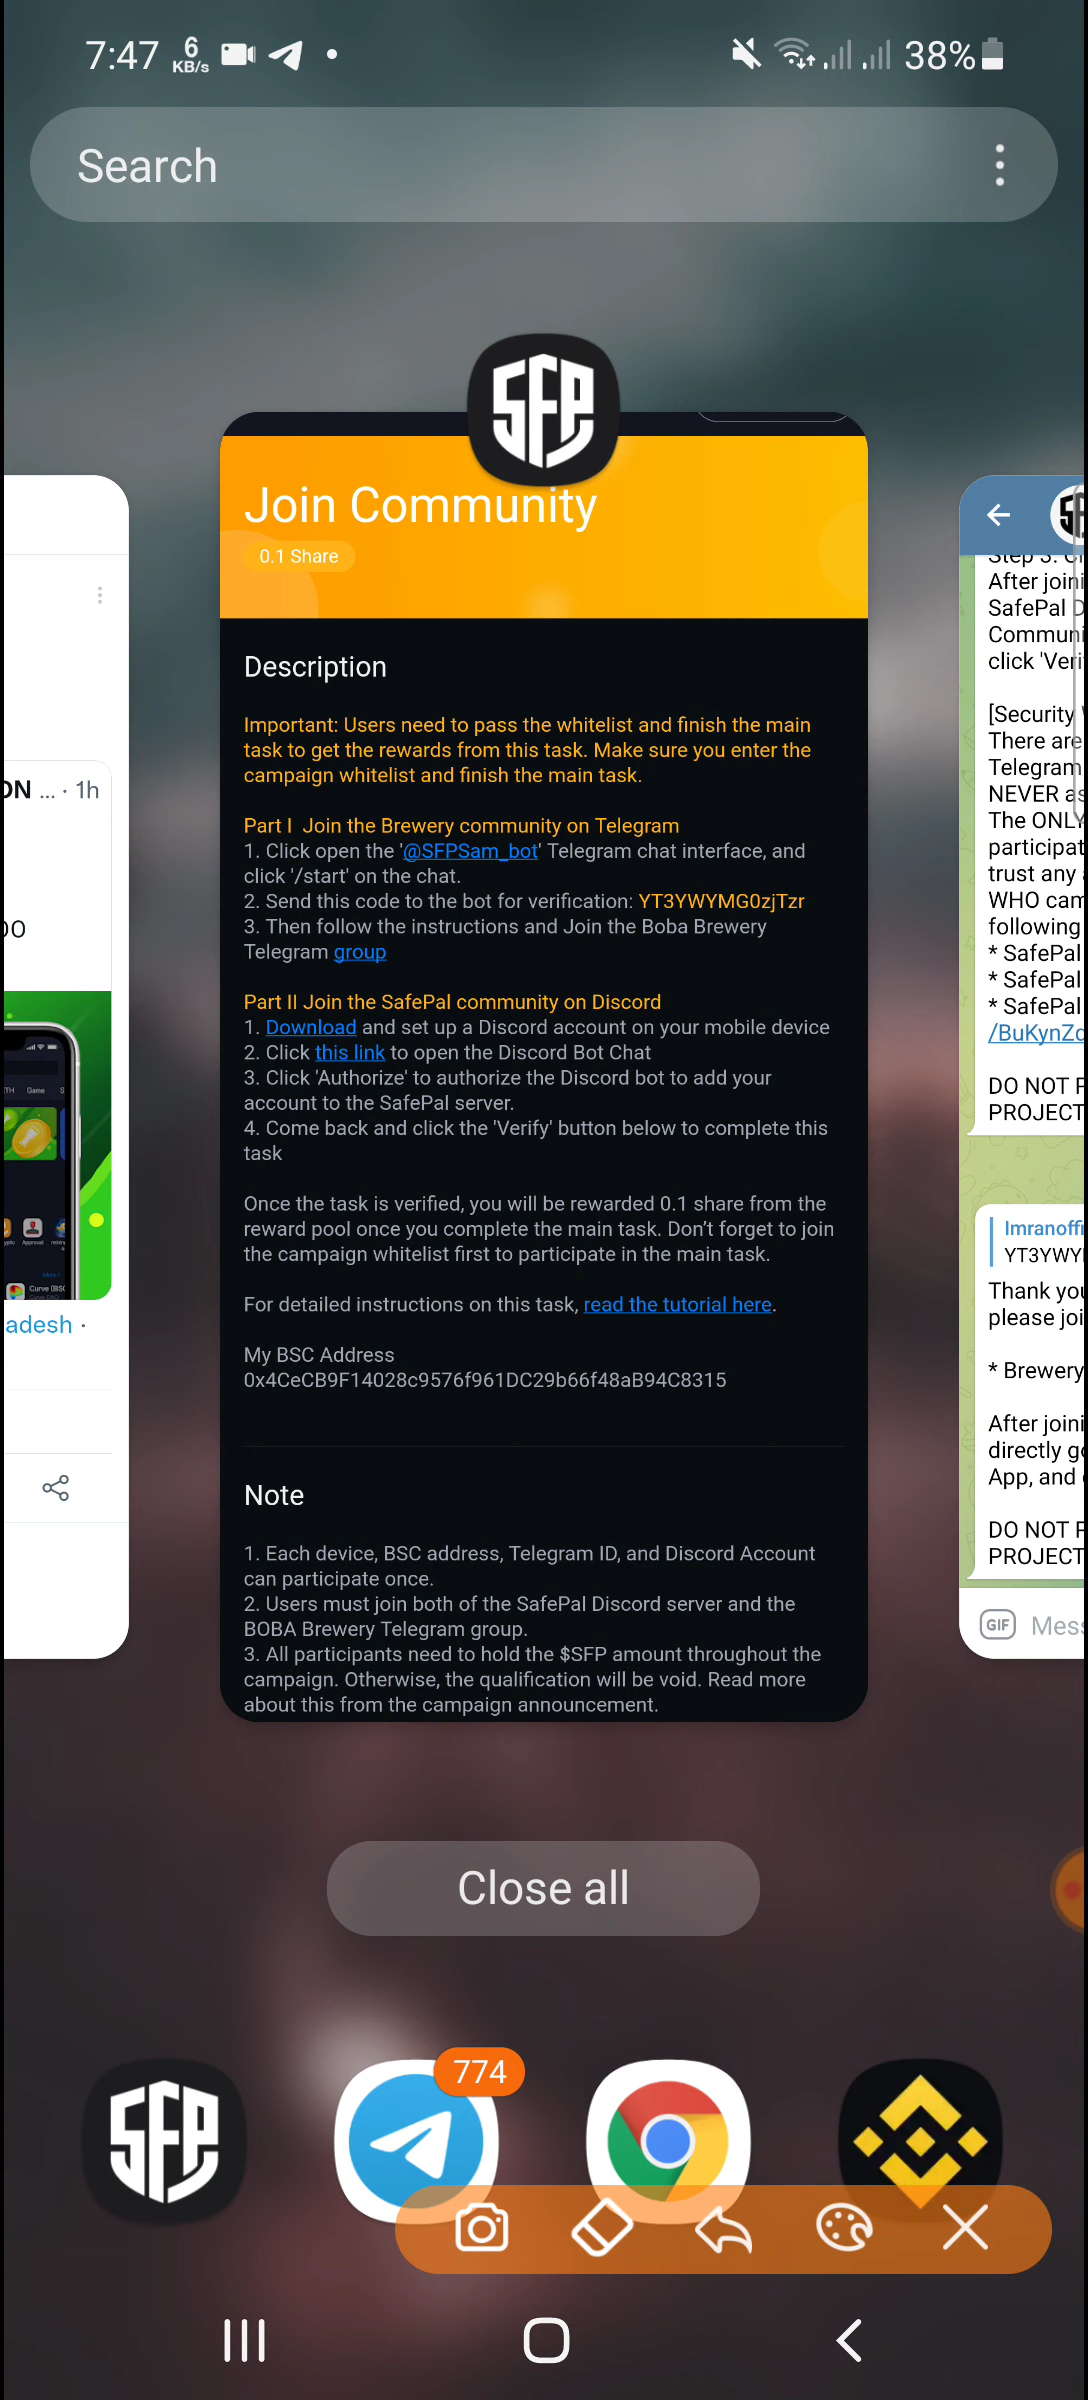 7:47 6 KB/s 38%
Search
SFP
Join Community
0.1 Share
Description
Important: Users need to pass the whitelist and finish the main
task to get the rewards from this task. Make sure you enter the
campaign whitelist and finish the main task.
Part I  Join the Brewery community on Telegram
1. Click open the '@SFPSam_bot' Telegram chat interface, and
click '/start' on the chat.
2. Send this code to the bot for verification: YT3YWYMG0zjTzr
3. Then follow the instructions and Join the Boba Brewery
Telegram group
Part II Join the SafePal community on Discord
1. Download and set up a Discord account on your mobile device
2. Click this link to open the Discord Bot Chat
3. Click 'Authorize' to authorize the Discord bot to add your
account to the SafePal server.
4. Come back and click the 'Verify' button below to complete this
task
Once the task is verified, you will be rewarded 0.1 share from the
reward pool once you complete the main task. Don't forget to join
the campaign whitelist first to participate in the main task.
For detailed instructions on this task, read the tutorial here.
My BSC Address
0x4CeCB9F14028c9576f961DC29b66f48aB94C8315
Note
1. Each device, BSC address, Telegram ID, and Discord Account
can participate once.
2. Users must join both of the SafePal Discord server and the
BOBA Brewery Telegram group.
3. All participants need to hold the $SFP amount throughout the
campaign. Otherwise, the qualification will be void. Read more
about this from the campaign announcement.
ON ... · 1h
00
TH Game S
Approval
Curve (BSC
adesh ·
Step 3.
After joini
SafePal D
Communi
click 'Veri
[Security
There are
Telegram
NEVER as
The ONL
participat
trust any
WHO cam
following
* SafePal
* SafePal
* SafePal
/BuKynZc
DO NOT F
PROJECT
Imranoffi
YT3YWY
Thank you
please joi
* Brewery
After joini
directly go
App, and
DO NOT F
PROJECT
GIF Mess
Close all
SFP
774